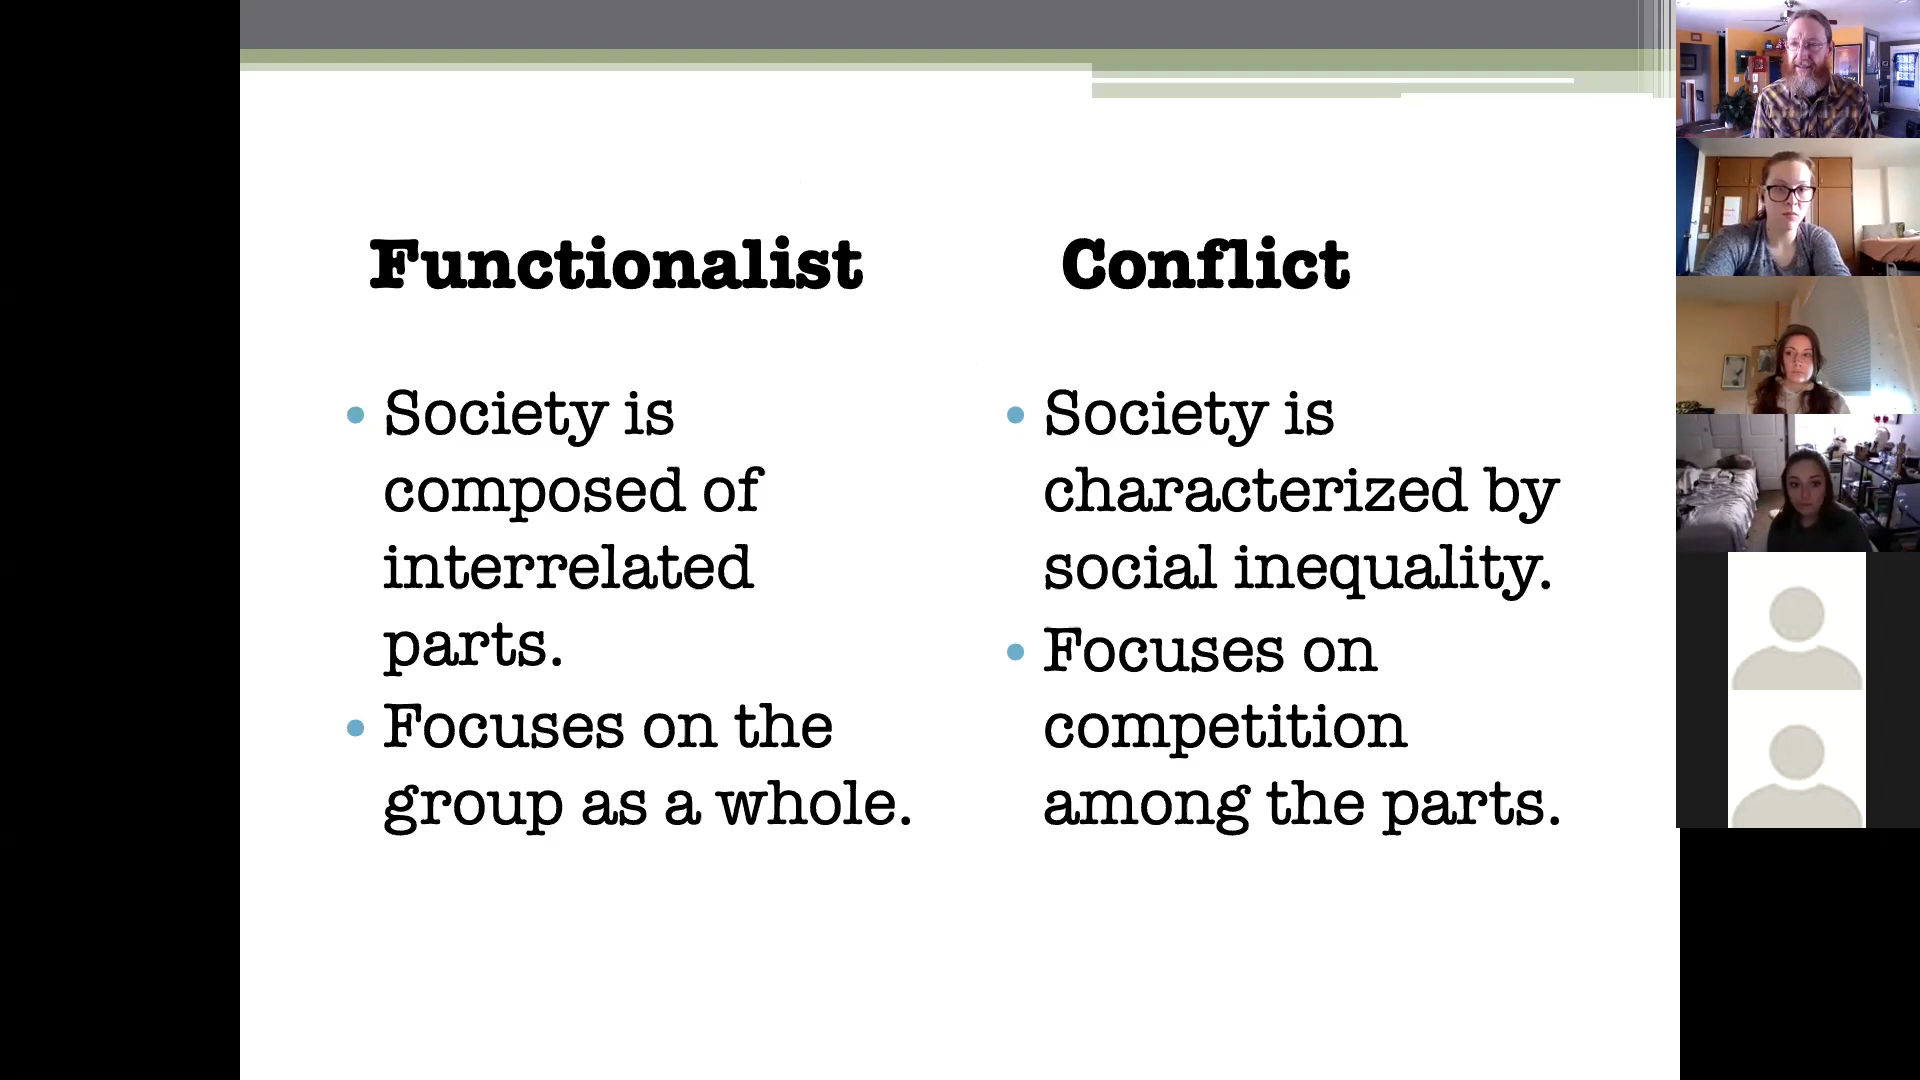 Functionalist
Society is
composed of
interrelated
parts.
Focuses on the
group as a whole.
Conflict
Society is
characterized by
social inequality.
Focuses on
competition
among the parts.